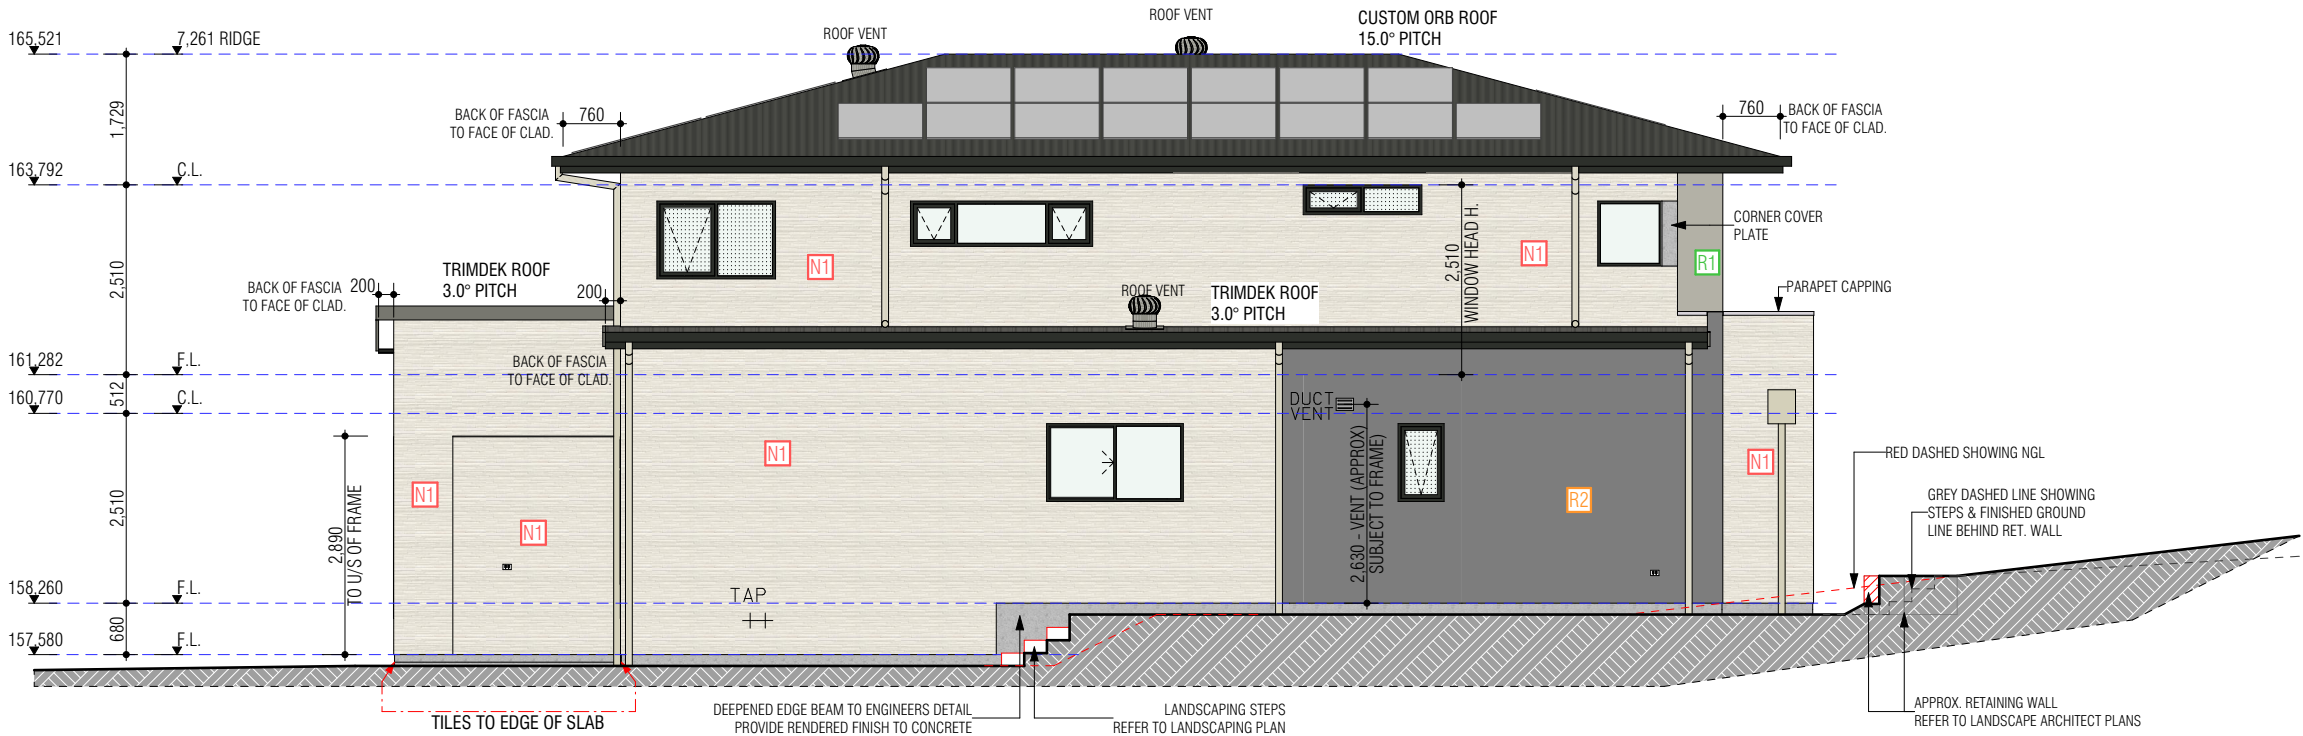 ROOF VENT
CUSTOM ORB ROOF
15.0° PITCH
165,521
7,261 RIDGE
ROOF VENT
1,729
BACK OF FASCIA
TO FACE OF CLAD.
760
760
BACK OF FASCIA
TO FACE OF CLAD.
163,792
C.L.
2,510
WINDOW HEAD H.
CORNER COVER
PLATE
N1
N1
R1
2,510
TRIMDEK ROOF
3.0° PITCH
BACK OF FASCIA
TO FACE OF CLAD.
200
200
ROOF VENT
TRIMDEK ROOF
3.0° PITCH
PARAPET CAPPING
161,282
F.L.
BACK OF FASCIA
TO FACE OF CLAD.
512
160,770
C.L.
DUCT
VENT
N1
N1
N1
N1
R2
2,510
2,890
TO U/S OF FRAME
2,630 - VENT (APPROX)
SUBJECT TO FRAME)
RED DASHED SHOWING NGL
GREY DASHED LINE SHOWING
STEPS & FINISHED GROUND
LINE BEHIND RET. WALL
158,260
F.L.
TAP
680
157,580
F.L.
TILES TO EDGE OF SLAB
DEEPENED EDGE BEAM TO ENGINEERS DETAIL
PROVIDE RENDERED FINISH TO CONCRETE
LANDSCAPING STEPS
REFER TO LANDSCAPING PLAN
APPROX. RETAINING WALL
REFER TO LANDSCAPE ARCHITECT PLANS